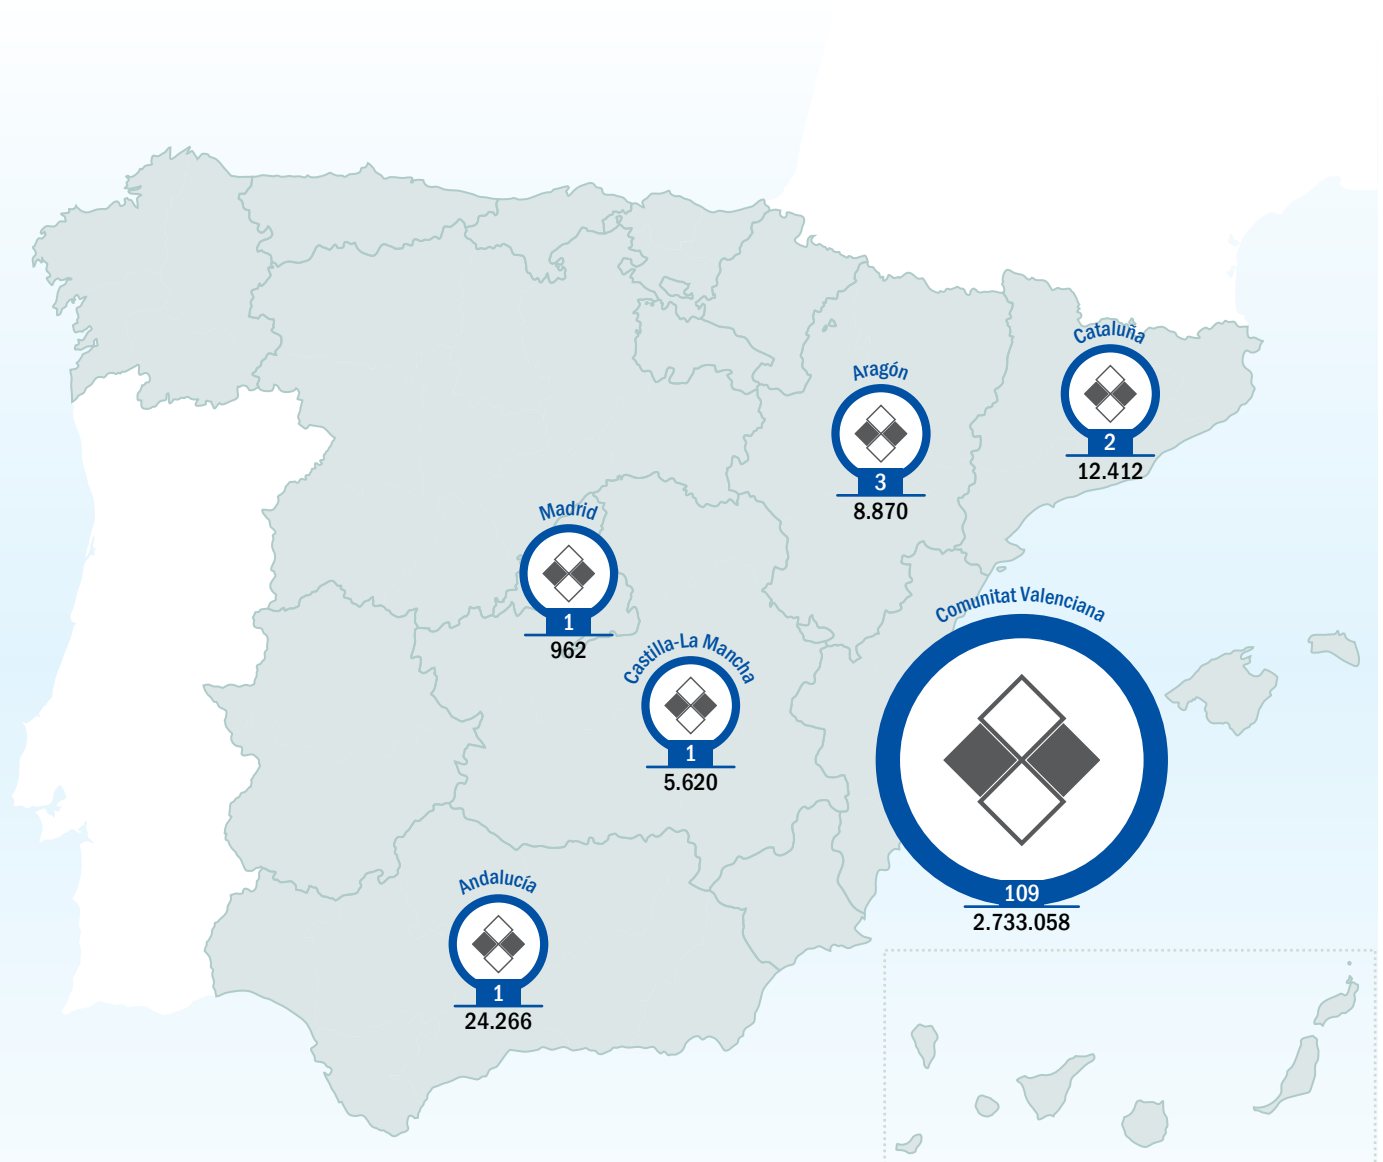 Cataluña
2
12.412
Aragón
3
8.870
Madrid
1
962
Comunitat Valenciana
109
2.733.058
Castilla-La Mancha
1
5.620
Andalucía
1
24.266